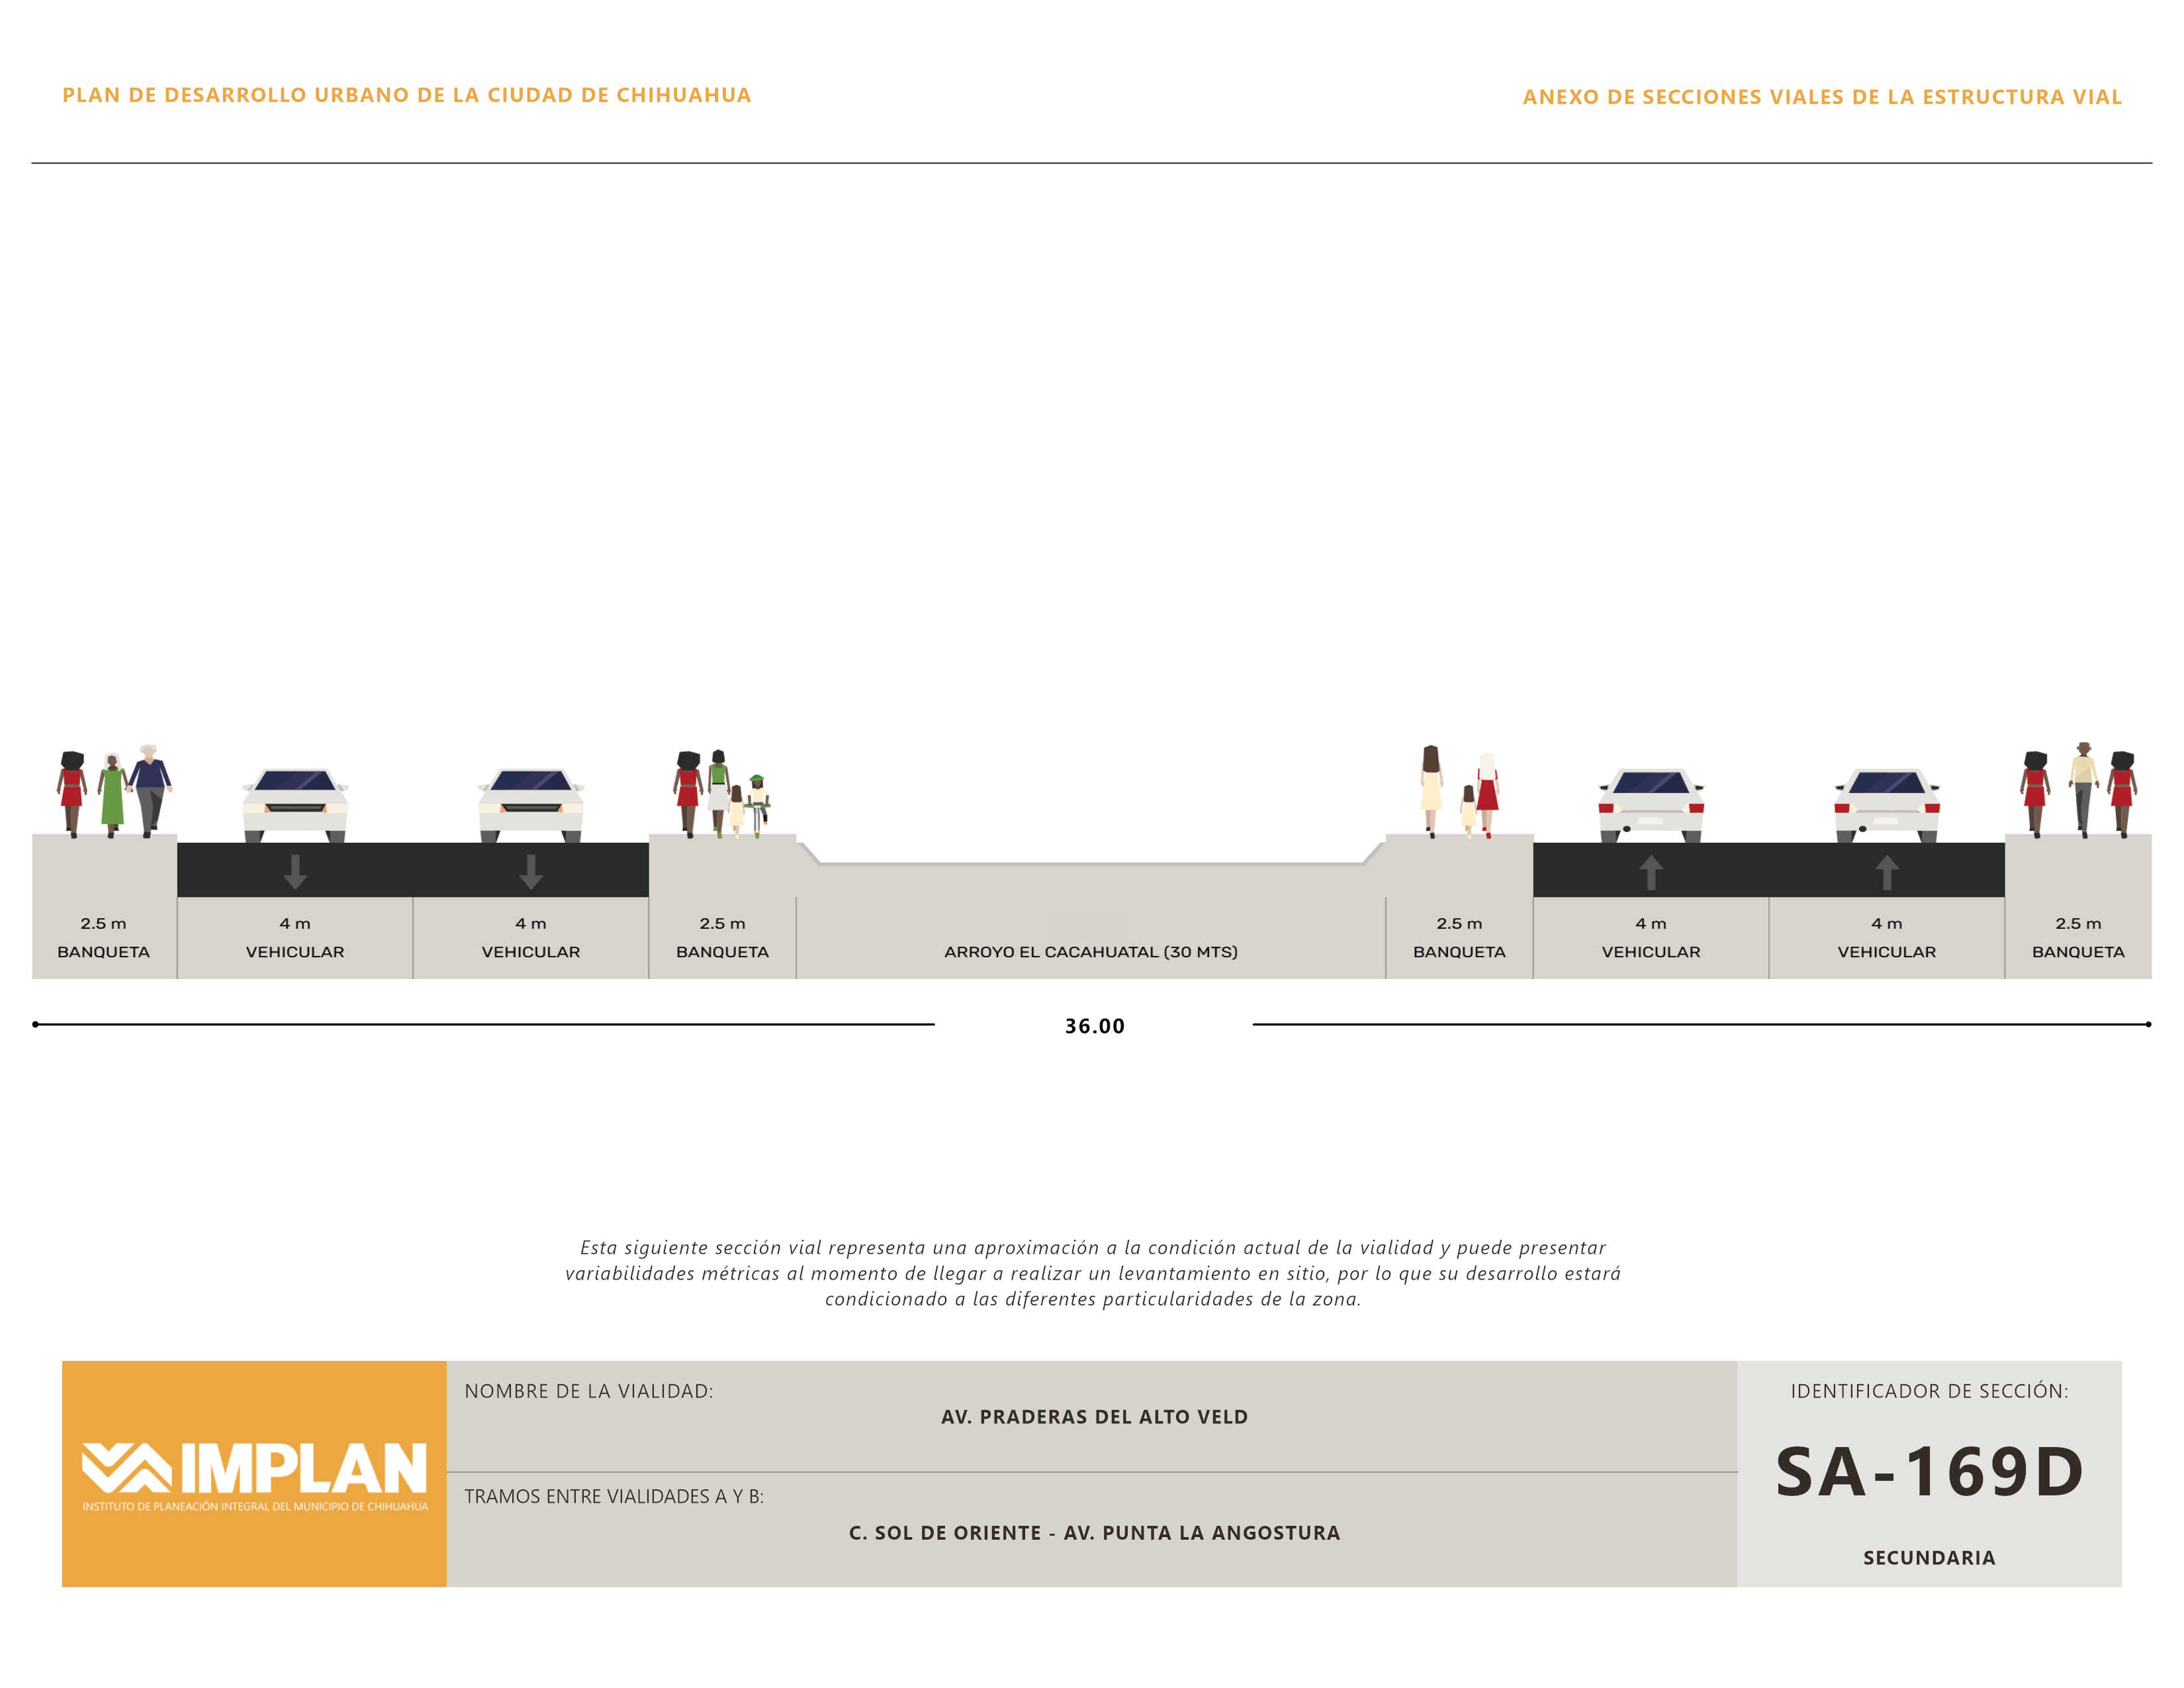 PLAN DE DESARROLLO URBANO DE LA CIUDAD DE CHIHUAHUA
ANEXO DE SECCIONES VIALES DE LA ESTRUCTURA VIAL
2.5 m
BANQUETA
4 m
VEHICULAR
4 m
VEHICULAR
2.5 m
BANQUETA
ARROYO EL CACAHUATAL (30 MTS)
2.5 m
BANQUETA
4 m
VEHICULAR
4 m
VEHICULAR
2.5 m
BANQUETA
36.00
Esta siguiente sección vial representa una aproximación a la condición actual de la vialidad y puede presentar
variabilidades métricas al momento de llegar a realizar un levantamiento en sitio, por lo que su desarrollo estará
condicionado a las diferentes particularidades de la zona.
IMPLAN
INSTITUTO DE PLANEACIÓN INTEGRAL DEL MUNICIPIO DE CHIHUAHUA
NOMBRE DE LA VIALIDAD:
AV. PRADERAS DEL ALTO VELD
TRAMOS ENTRE VIALIDADES A Y B:
C. SOL DE ORIENTE - AV. PUNTA LA ANGOSTURA
IDENTIFICADOR DE SECCIÓN:
SA-169D
SECUNDARIA